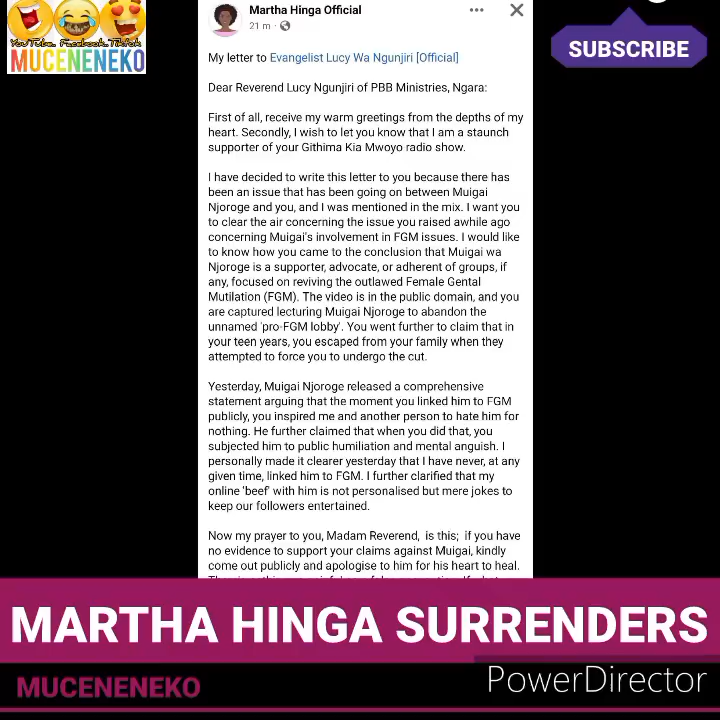 Martha Hinga Official
21 m
My letter to Evangelist Lucy Wa Ngunjiri [Official]
Dear Reverend Lucy Ngunjiri of PBB Ministries, Ngara:
First of all, receive my warm greetings from the depths of my
heart. Secondly, I wish to let you know that I am a staunch
supporter of your Githima Kia Mwoyo radio show.
I have decided to write this letter to you because there has
been an issue that has been going on between Muigai
Njoroge and you, and I was mentioned in the mix. I want you
to clear the air concerning the issue you raised awhile ago
concerning Muigai's involvement in FGM issues. I would like
to know how you came to the conclusion that Muigai wa
Njoroge is a supporter, advocate, or adherent of groups, if
any, focused on reviving the outlawed Female Gental
Mutilation (FGM). The video is in the public domain, and you
are captured lecturing Muigai Njoroge to abandon the
unnamed 'pro-FGM lobby'. You went further to claim that in
your teen years, you escaped from your family when they
attempted to force you to undergo the cut.
Yesterday, Muigai Njoroge released a comprehensive
statement arguing that the moment you linked him to FGM
publicly, you inspired me and another person to hate him for
nothing. He further claimed that when you did that, you
subjected him to public humiliation and mental anguish. I
personally made it clearer yesterday that I have never, at any
given time, linked him to FGM. I further clarified that my
online 'beef' with him is not personalised but mere jokes to
keep our followers entertained.
Now my prayer to you, Madam Reverend, is this; if you have
no evidence to support your claims against Muigai, kindly
come out publicly and apologise to him for his heart to heal.
YouTube Facebook Tiktok
MUCENENEKO
SUBSCRIBE
MARTHA HINGA SURRENDERS
MUCENENEKO
PowerDirector